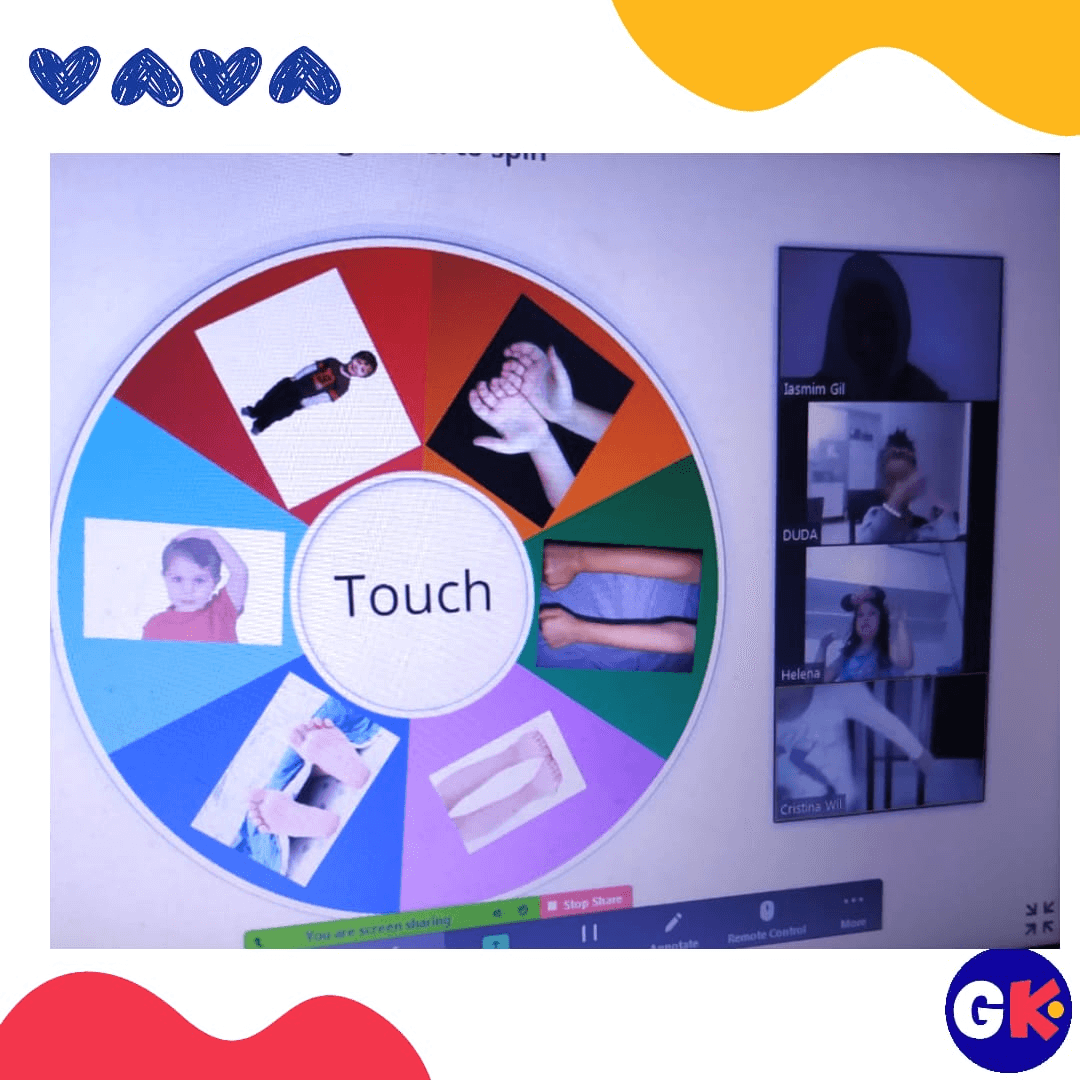 to spin
Touch
Iasmim Gil
DUDA
Helena
Cristina Wil
You are screen sharing
Stop Share
Annotate
Remote Control
More
GK